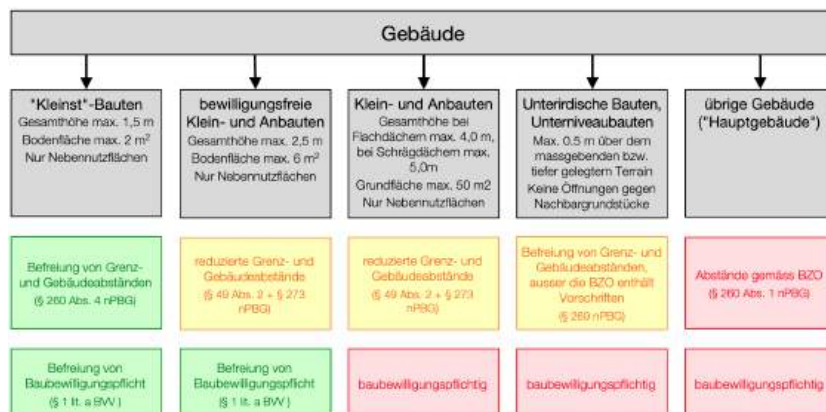 Gebäude
"Kleinst"-Bauten
Gesamthöhe max. 1,5 m
Bodenfläche max. 2 m²
Nur Nebennutzflächen
bewilligungsfreie
Klein- und Anbauten
Gesamthöhe max. 2,5 m
Bodenfläche max. 6 m²
Nur Nebennutzflächen
Klein- und Anbauten
Gesamthöhe bei
Flachdächern max. 4,0 m,
bei Schrägdächern max.
5,0m
Grundfläche max. 50 m2
Nur Nebennutzflächen
Unterirdische Bauten,
Unterniveaubauten
Max. 0.5 m über dem
massgebenden bzw.
tiefer gelegtem Terrain
Keine Öffnungen gegen
Nachbargrundstücke
übrige Gebäude
("Hauptgebäude")
Befreiung von Grenz-
und Gebäudeabständen
(§ 260 Abs. 4 nPBG)
reduzierte Grenz- und
Gebäudeabstände
(§ 49 Abs. 2 + § 273
nPBG)
reduzierte Grenz- und
Gebäudeabstände
(§ 49 Abs. 2 + § 273
nPBG)
Befreiung von Grenz- und
Gebäudeabständen,
ausser die BZO enthält
Vorschriften
(§ 269 nPBG)
Abstände gemäss BZO
(§ 260 Abs. 1 nPBG)
Befreiung von
Baubewilligungspflicht
(§ 1 lit. a BVV )
Befreiung von
Baubewilligungspflicht
(§ 1 lit. a BVV )
baubewilligungspflichtig
baubewilligungspflichtig
baubewilligungspflichtig